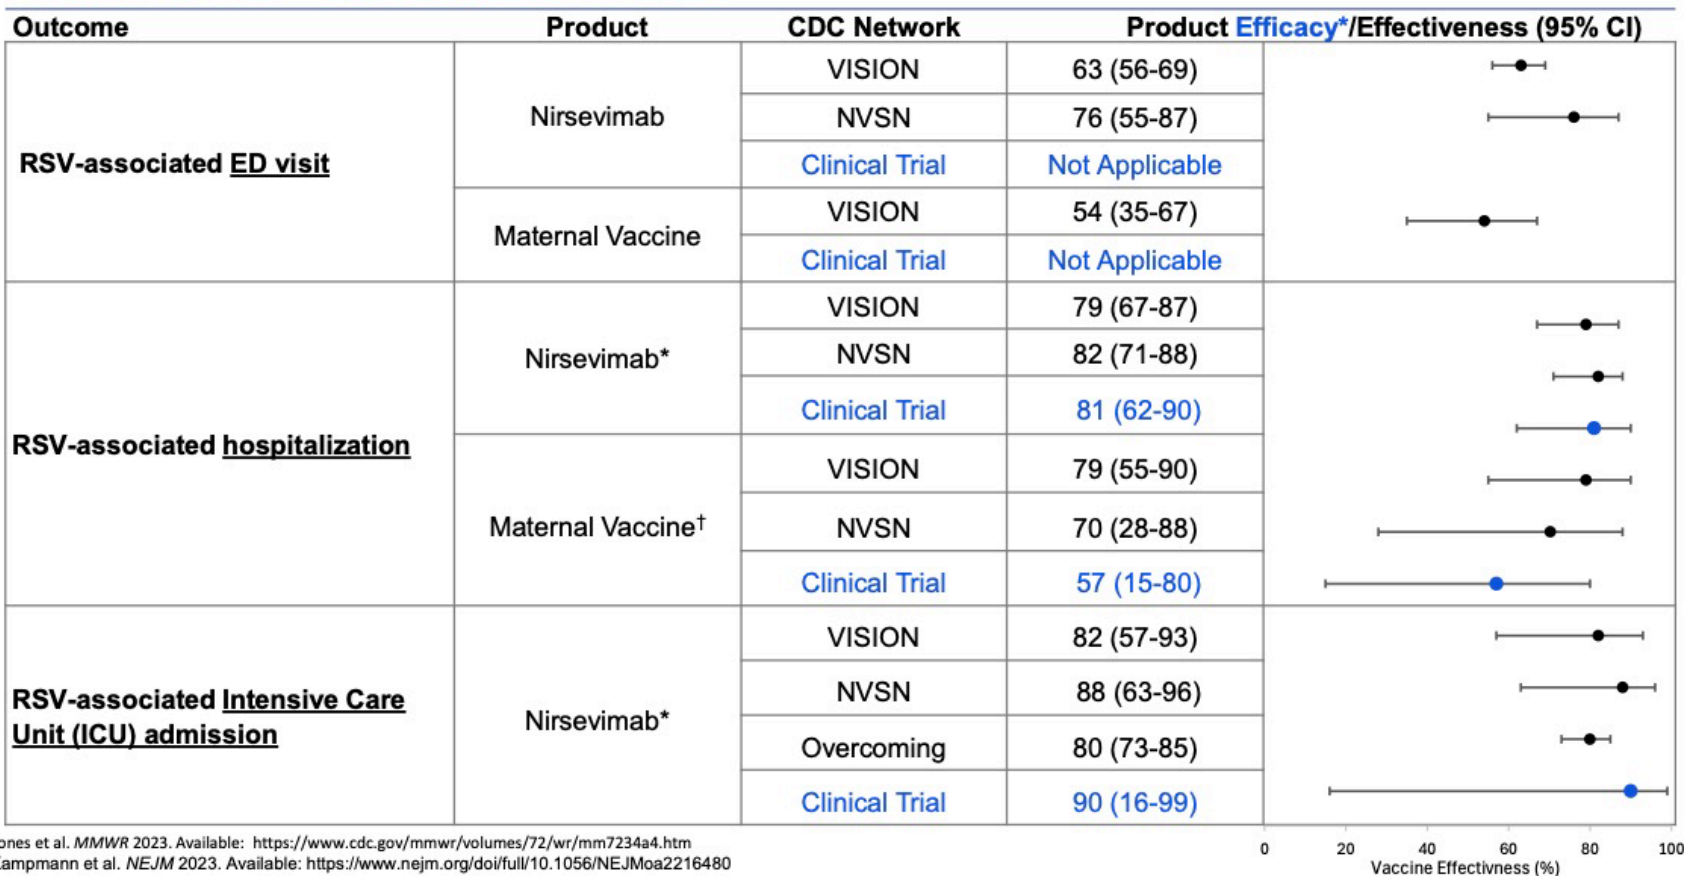 Outcome Product CDC Network Product Efficacy*/Effectiveness (95% CI)
RSV-associated ED visit
Nirsevimab
VISION 63 (56-69)
NVSN 76 (55-87)
Clinical Trial Not Applicable
Maternal Vaccine
VISION 54 (35-67)
Clinical Trial Not Applicable
RSV-associated hospitalization
Nirsevimab*
VISION 79 (67-87)
NVSN 82 (71-88)
Clinical Trial 81 (62-90)
Maternal Vaccine†
VISION 79 (55-90)
NVSN 70 (28-88)
Clinical Trial 57 (15-80)
RSV-associated Intensive Care
Unit (ICU) admission
Nirsevimab*
VISION 82 (57-93)
NVSN 88 (63-96)
Overcoming 80 (73-85)
Clinical Trial 90 (16-99)
0 20 40 60 80 100
Vaccine Effectivness (%)
ones et al. MMWR 2023. Available: https://www.cdc.gov/mmwr/volumes/72/wr/mm7234a4.htm
ampmann et al. NEJM 2023. Available: https://www.nejm.org/doi/full/10.1056/NEJMoa2216480